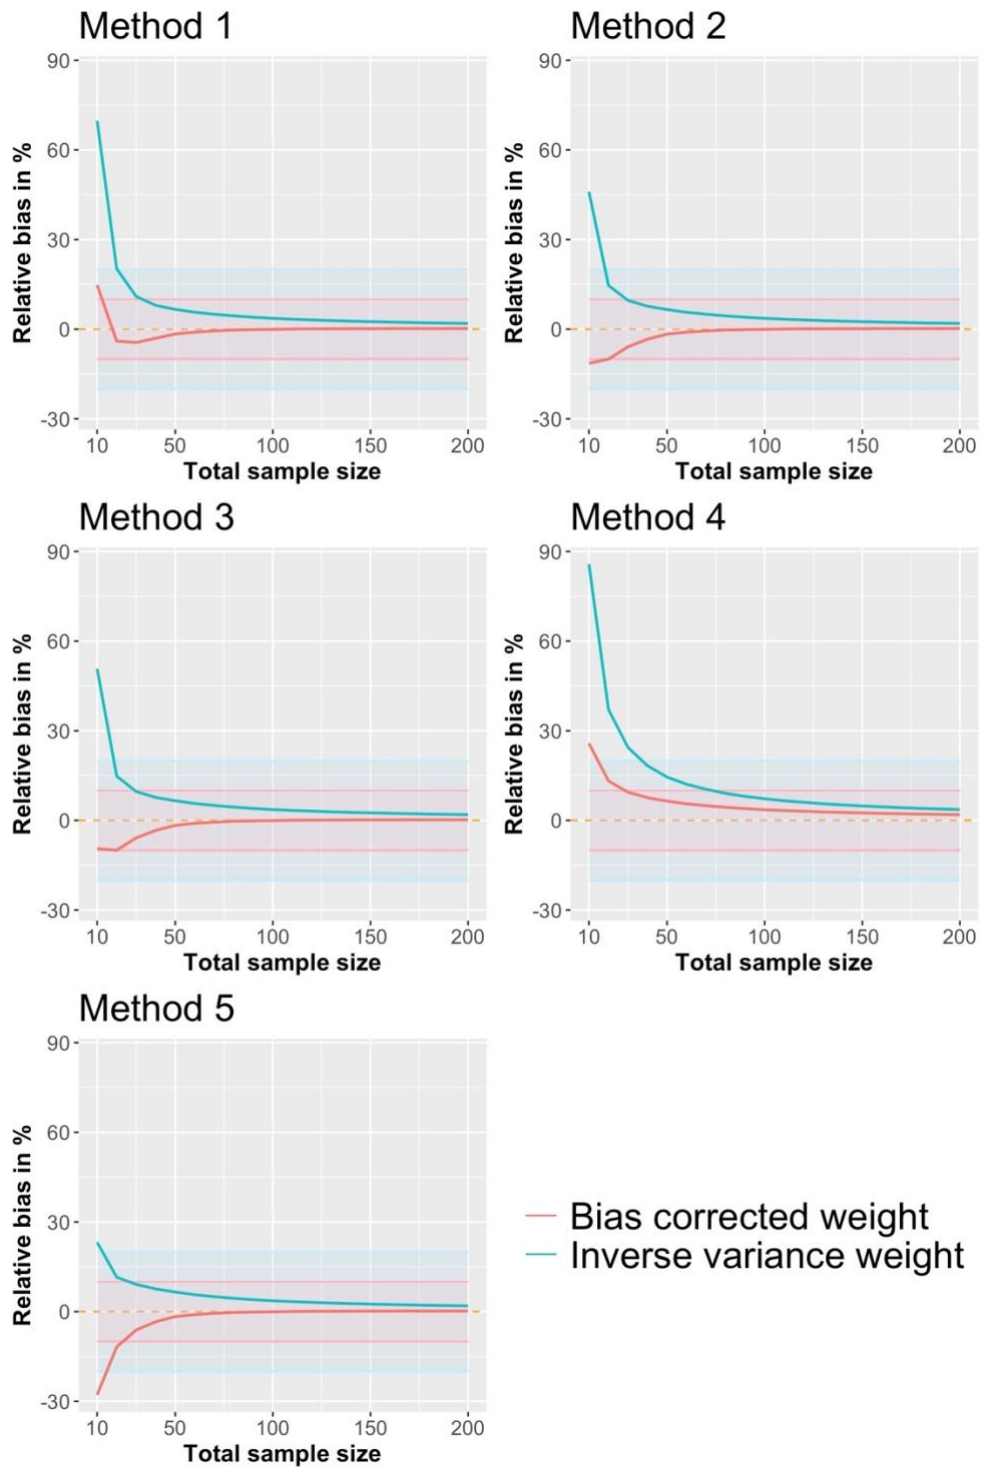 Method 1
90
60
30
0
-30
Relative bias in %
10 50 100 150 200
Total sample size
Method 2
90
60
30
0
-30
Relative bias in %
10 50 100 150 200
Total sample size
Method 3
90
60
30
0
-30
Relative bias in %
10 50 100 150 200
Total sample size
Method 4
90
60
30
0
-30
Relative bias in %
10 50 100 150 200
Total sample size
Method 5
90
60
30
0
-30
Relative bias in %
10 50 100 150 200
Total sample size
Bias corrected weight
Inverse variance weight